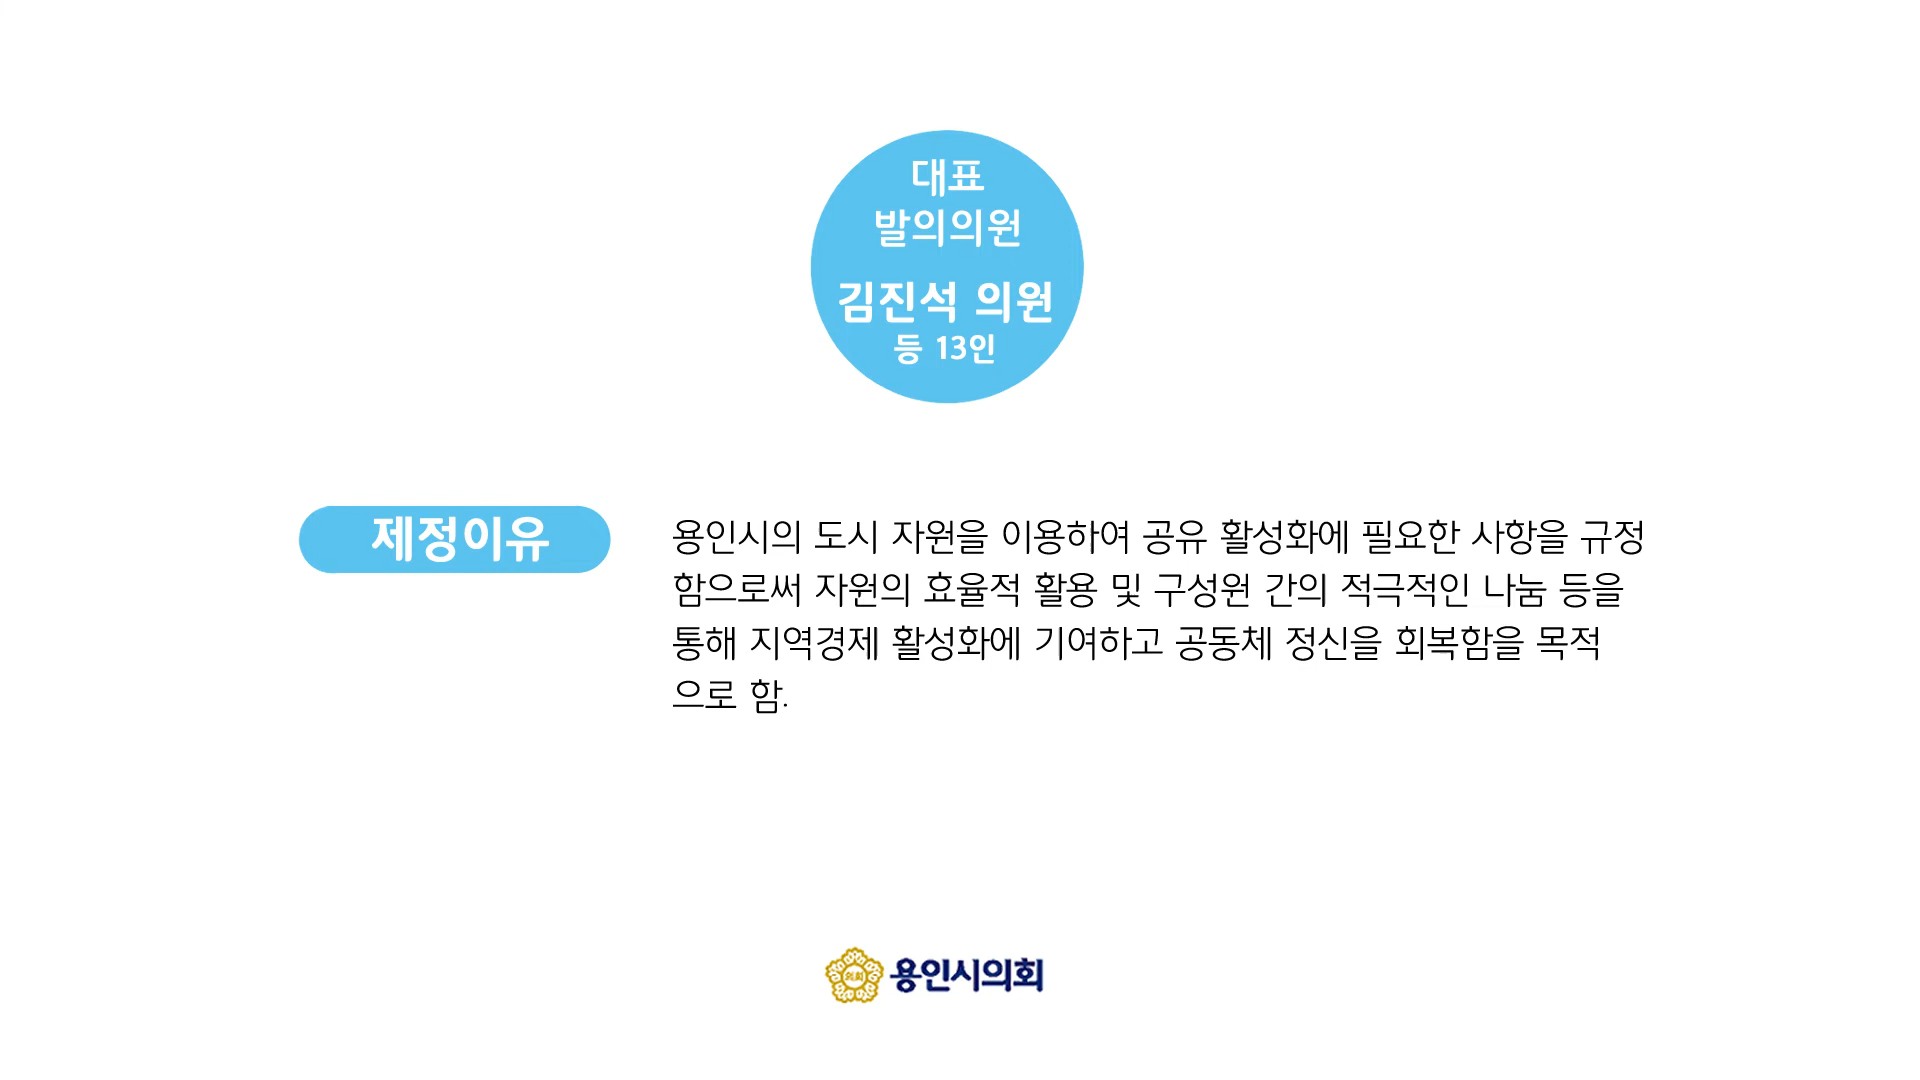 대표
발의의원
김진석 의원
등 13인
제정이유
용인시의 도시 자원을 이용하여 공유 활성화에 필요한 사항을 규정
함으로써 자원의 효율적 활용 및 구성원 간의 적극적인 나눔 등을
통해 지역경제 활성화에 기여하고 공동체 정신을 회복함을 목적
으로 함.
의회
용인시의회